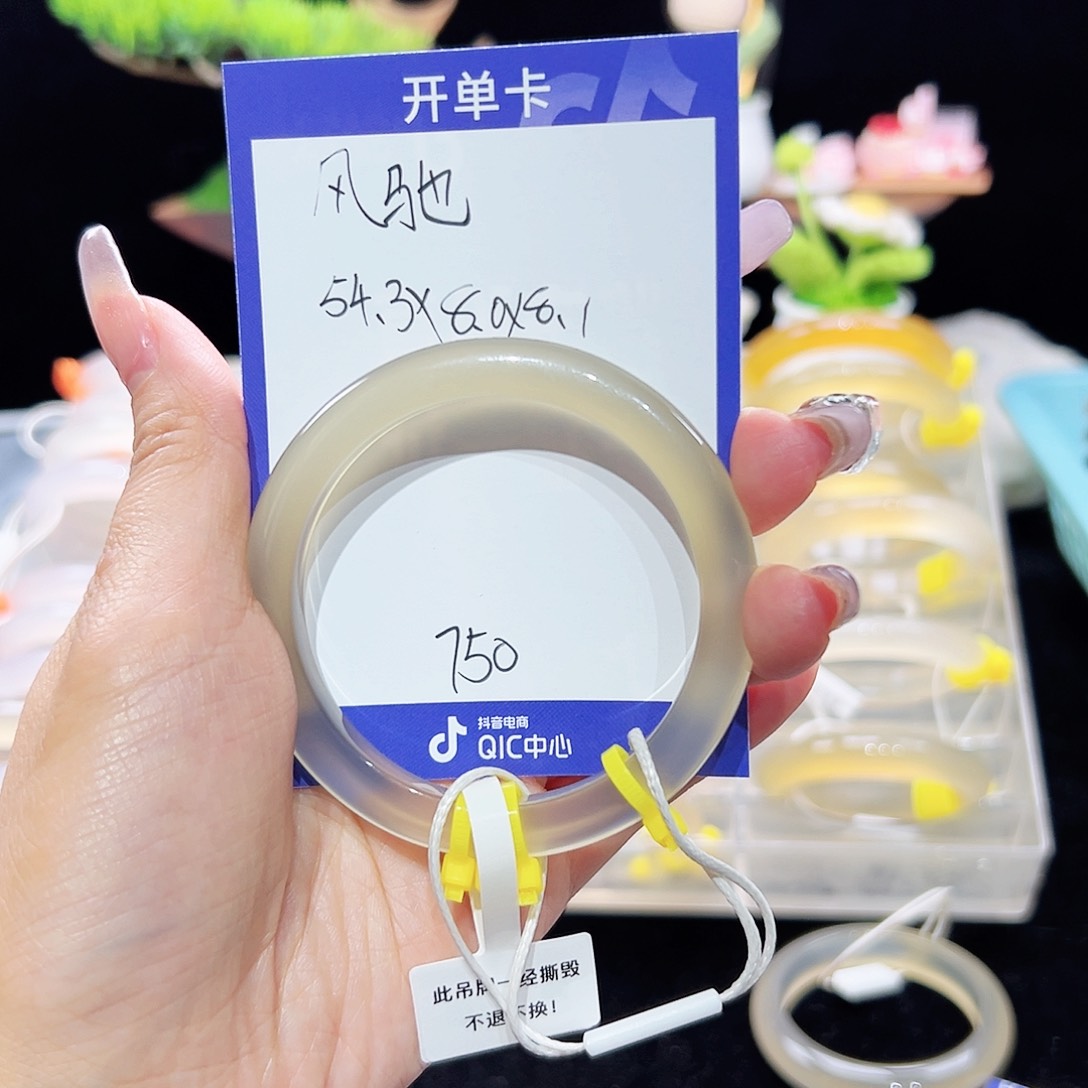 开单卡
风驰
54.3X8.0X8.1
750
抖音电商
QIC中心
此吊牌一经撕毁
不退不换!